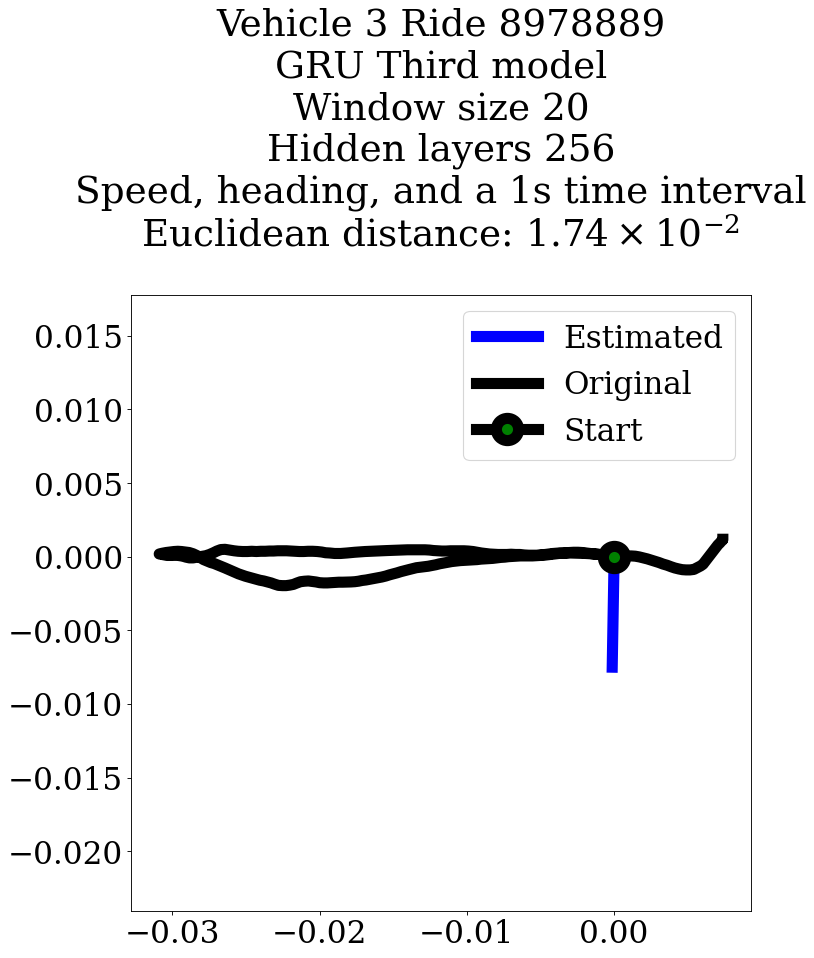 Vehicle 3 Ride 8978889
GRU Third model
Window size 20
Hidden layers 256
Speed, heading, and a 1s time interval
Euclidean distance: 1.74 × 10⁻²
Estimated
Original
Start
0.015
0.010
0.005
0.000
−0.005
−0.010
−0.015
−0.020
−0.03 −0.02 −0.01 0.00